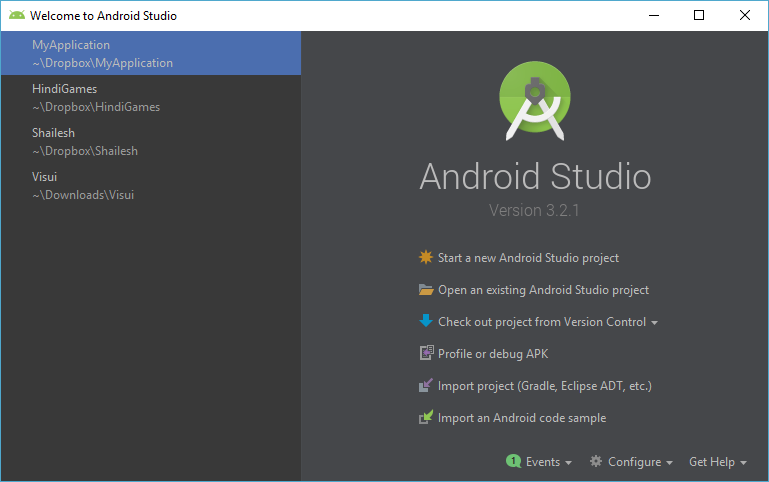 Welcome to Android Studio
MyApplication
~\Dropbox\MyApplication
HindiGames
~\Dropbox\HindiGames
Shailesh
~\Dropbox\Shailesh
Visui
~\Downloads\Visui
Android Studio
Version 3.2.1
Start a new Android Studio project
Open an existing Android Studio project
Check out project from Version Control
Profile or debug APK
Import project (Gradle, Eclipse ADT, etc.)
Import an Android code sample
1 Events Configure Get Help